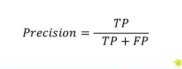 Precision = TP / TP + FP